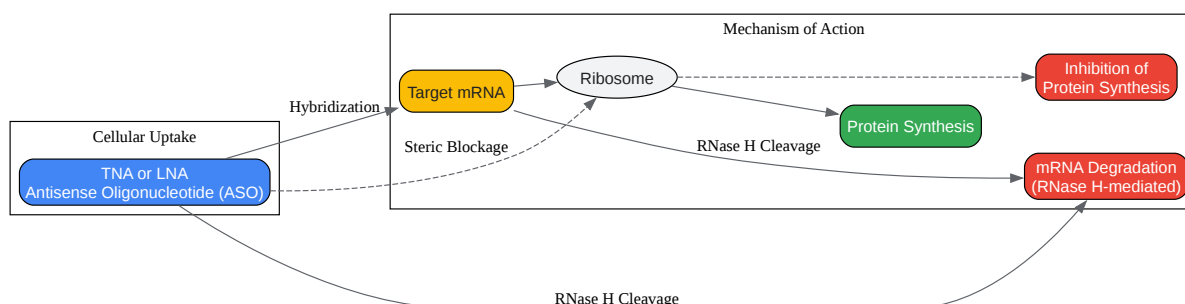 Mechanism of Action
Target mRNA
Ribosome
Inhibition of
Protein Synthesis
Hybridization
Protein Synthesis
Cellular Uptake
Steric Blockage
RNase H Cleavage
TNA or LNA
Antisense Oligonucleotide (ASO)
mRNA Degradation
(RNase H-mediated)
RNase H Cleavage